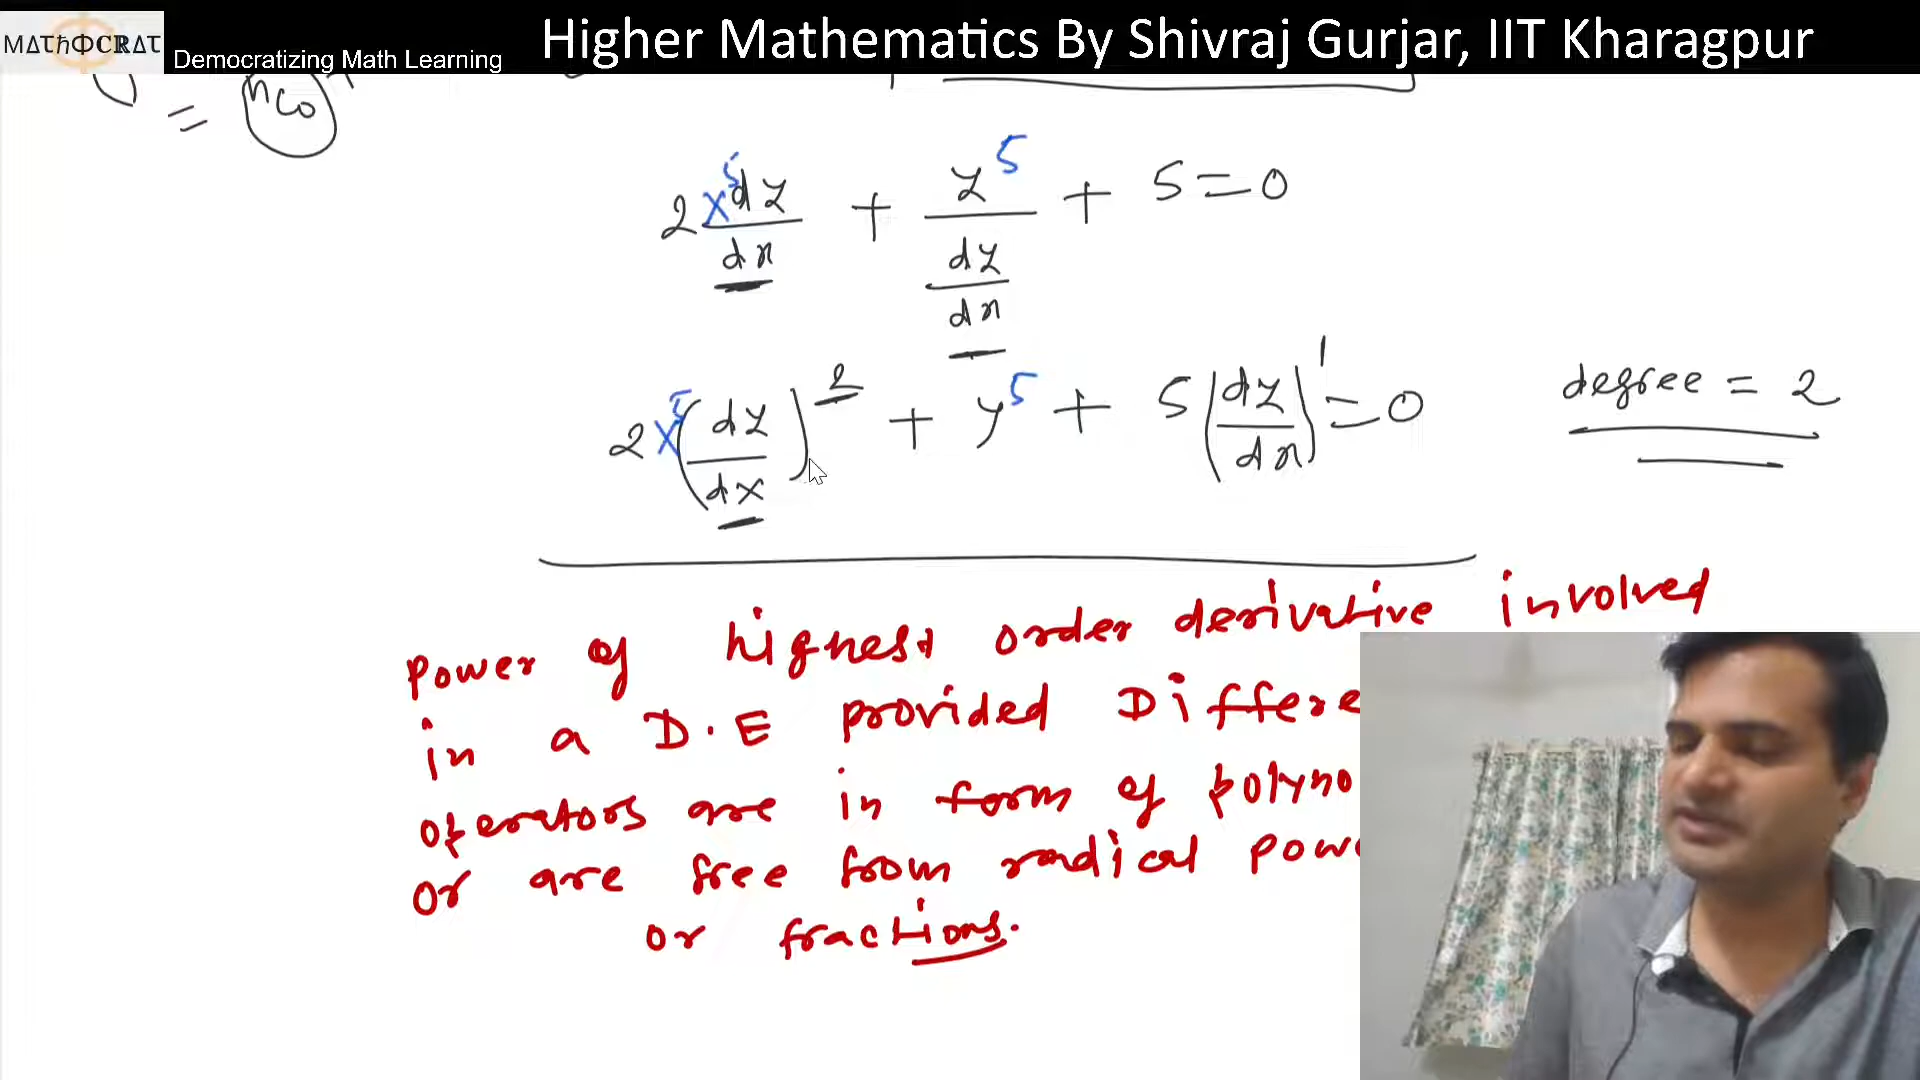 MΔTħΦCRΔT
Democratizing Math Learning
Higher Mathematics By Shivraj Gurjar, IIT Kharagpur
= nc₀
2x⁵ dy/dx + y⁵/(dy/dx) + 5 = 0
2x⁵ (dy/dx)² + y⁵ + 5 (dy/dx)¹ = 0
degree = 2
Power of highest order derivative involved
in a D.E provided Differe
operators are in form of polyno
or are free from radical pow
or fractions.